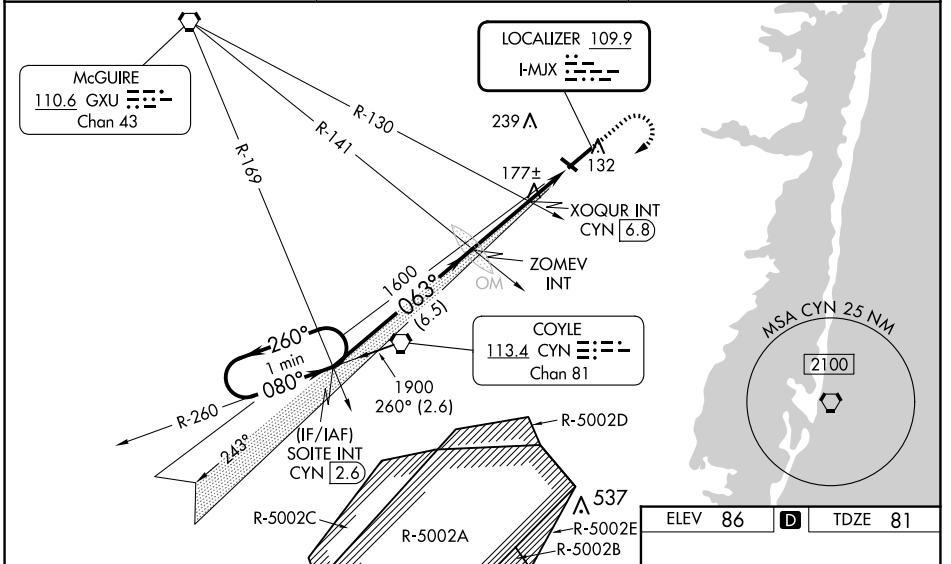 McGUIRE
110.6 GXU
Chan 43
LOCALIZER 109.9
I-MJX
R-130
R-141
R-169
239
177±
132
XOQUR INT
CYN 6.8
ZOMEV
INT
OM
1600
063°
(6.5)
260°
1 min
080°
COYLE
113.4 CYN
Chan 81
1900
260° (2.6)
R-260
243°
(IF/IAF)
SOITE INT
CYN 2.6
MSA CYN 25 NM
2100
R-5002D
R-5002C
R-5002A
537
R-5002E
R-5002B
ELEV 86 D TDZE 81